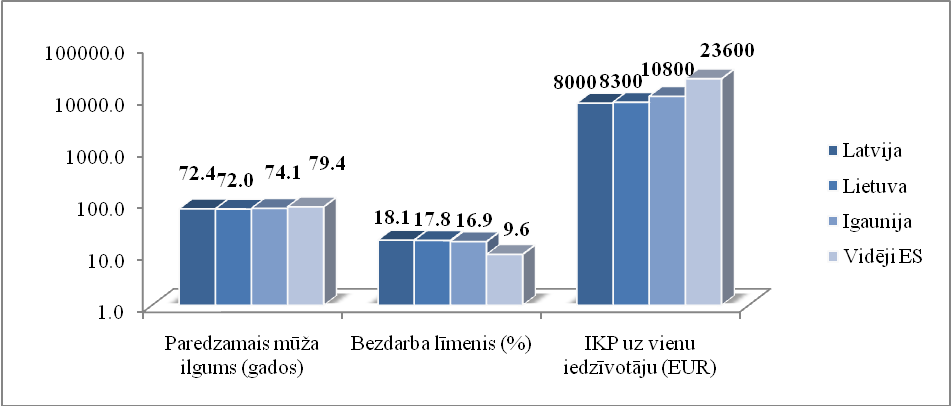 100000.0
10000.0
1000.0
100.0
10.0
1.0
72.4 72.0 74.1 79.4
18.1 17.8 16.9 9.6
8000 8300 10800 23600
Paredzamais mūža
ilgums (gados)
Bezdarba līmenis (%)
IKP uz vienu
iedzīvotāju (EUR)
Latvija
Lietuva
Igaunija
Vidēji ES